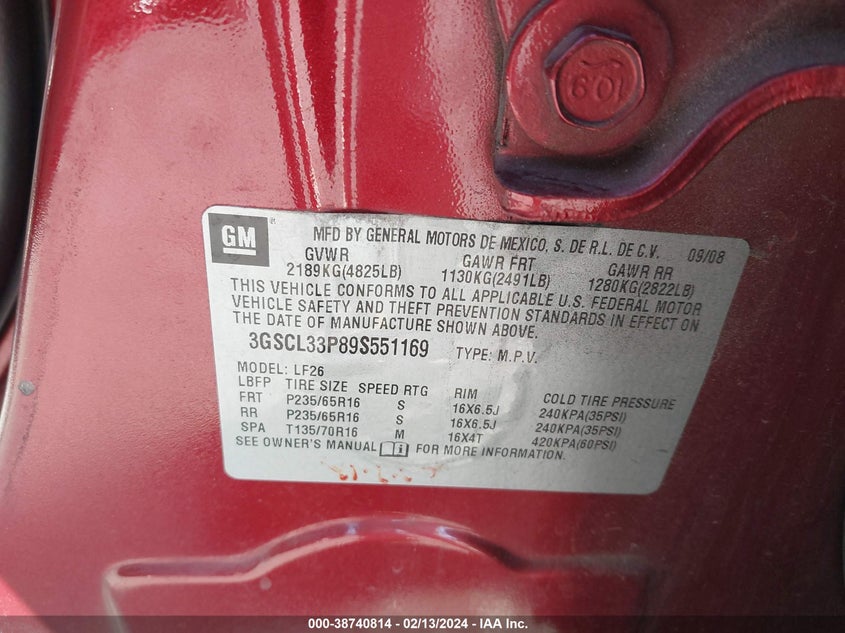 10.9
GM
MFD BY GENERAL MOTORS DE MEXICO, S. DE R.L. DE C.V. 09/08
GVWR GAWR FRT GAWR RR
2189KG(4825LB) 1130KG(2491LB) 1280KG(2822LB)
THIS VEHICLE CONFORMS TO ALL APPLICABLE U.S. FEDERAL MOTOR
VEHICLE SAFETY AND THEFT PREVENTION STANDARDS IN EFFECT ON
THE DATE OF MANUFACTURE SHOWN ABOVE.
3GSCL33P89S551169 TYPE: M.P.V.
MODEL: LF26
LBFP TIRE SIZE SPEED RTG RIM COLD TIRE PRESSURE
FRT P235/65R16 S 16X6.5J 240KPA(35PSI)
RR P235/65R16 S 16X6.5J 240KPA(35PSI)
SPA T135/70R16 M 16X4T 420KPA(60PSI)
SEE OWNER'S MANUAL i FOR MORE INFORMATION.
000-38740814 - 02/13/2024 - IAA Inc.